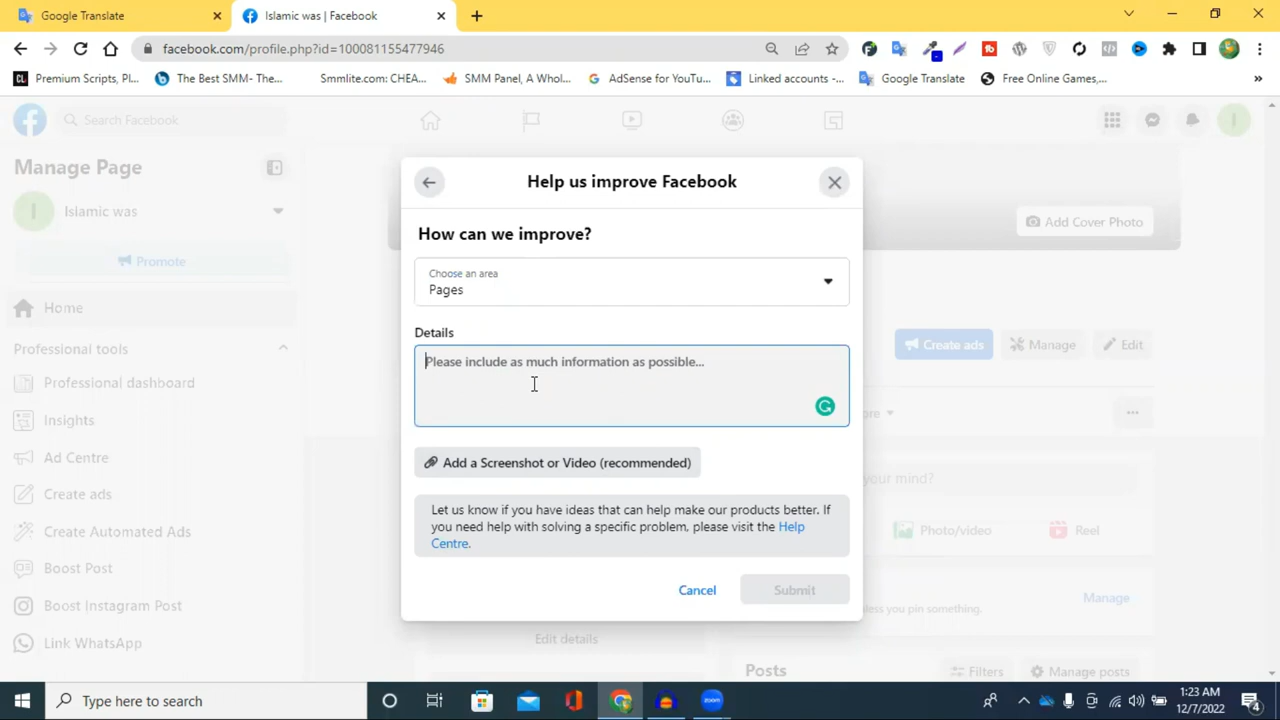 Google Translate
Islamic was | Facebook
facebook.com/profile.php?id=100081155477946
Premium Scripts, Pl...
The Best SMM- The...
Smmlite.com: CHEA...
SMM Panel, A Whol...
AdSense for YouTu...
Linked accounts -...
Google Translate
Free Online Games,...
Search Facebook
Manage Page
Islamic was
Promote
Home
Professional tools
Professional dashboard
Insights
Ad Centre
Create ads
Create Automated Ads
Boost Post
Boost Instagram Post
Link WhatsApp
Help us improve Facebook
How can we improve?
Choose an area
Pages
Details
Please include as much information as possible...
Add a Screenshot or Video (recommended)
Let us know if you have ideas that can help make our products better. If
you need help with solving a specific problem, please visit the Help
Centre.
Cancel
Submit
Add Cover Photo
Create ads
Manage
Edit
your mind?
Photo/video
Reel
Manage
less you pin something.
Edit details
Posts
Filters
Manage posts
Type here to search
1:23 AM
12/7/2022
4